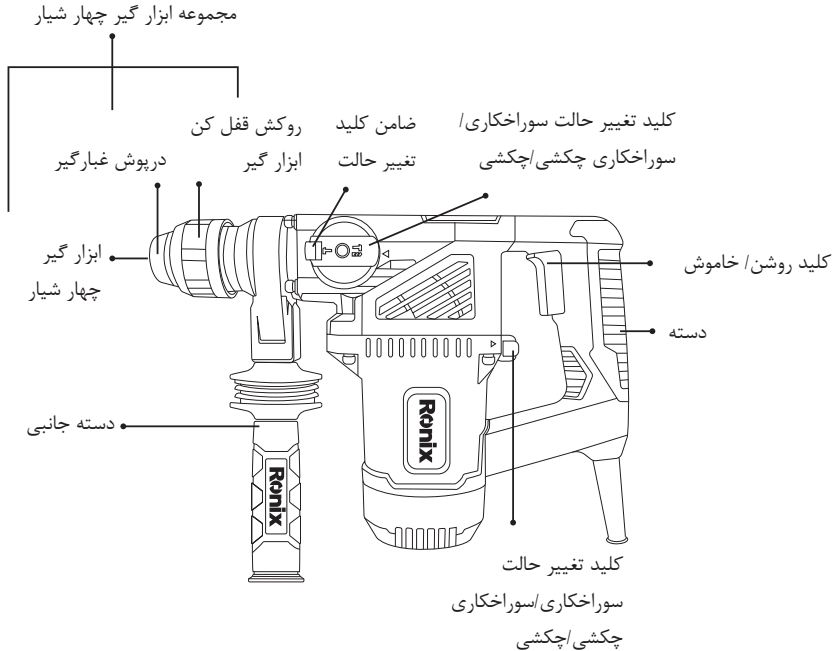 مجموعه ابزار گیر چهار شیار
کلید تغییر حالت سوراخکاری/
سوراخکاری چکشی/چکشی
ضامن کلید
تغییر حالت
روکش قفل کن
ابزار گیر
درپوش غبارگیر
ابزار گیر
چهار شیار
کلید روشن/ خاموش
دسته
دسته جانبی
Ronix
Ronix
کلید تغییر حالت
سوراخکاری/سوراخکاری
چکشی/چکشی